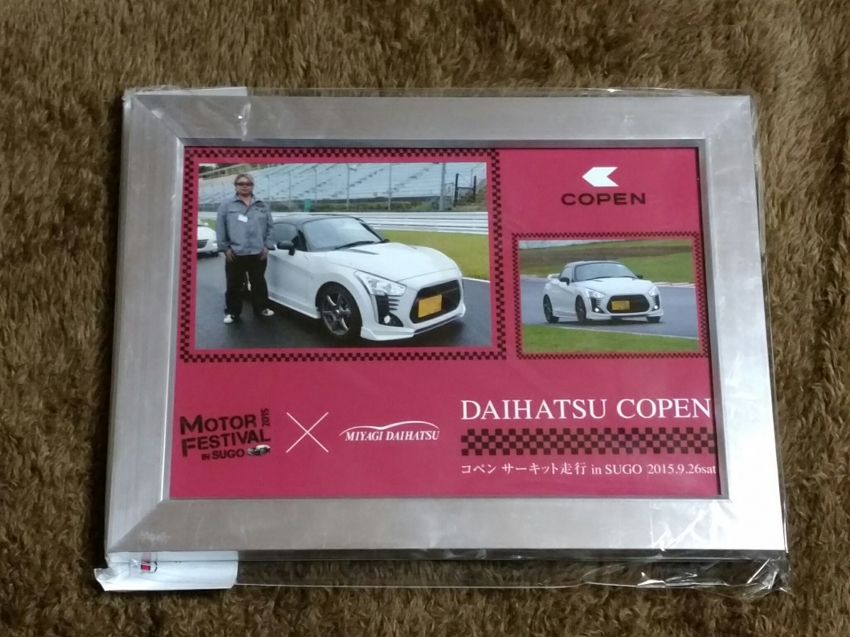 COPEN
MOTOR
FESTIVAL
2015
IN SUGO
MIYAGI DAIHATSU
DAIHATSU COPEN
コペン サーキット走行 in SUGO 2015.9.26sat